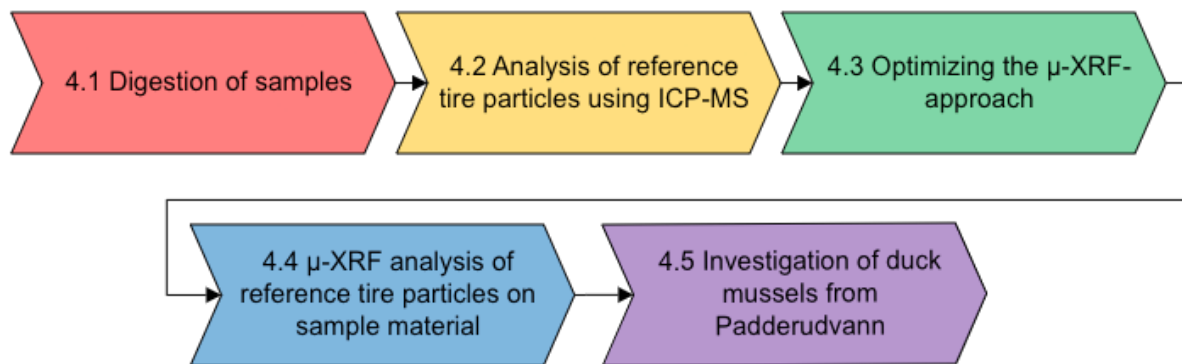 4.1 Digestion of samples
4.2 Analysis of reference
tire particles using ICP-MS
4.3 Optimizing the μ-XRF-
approach
4.4 μ-XRF analysis of
reference tire particles on
sample material
4.5 Investigation of duck
mussels from
Padderudvann